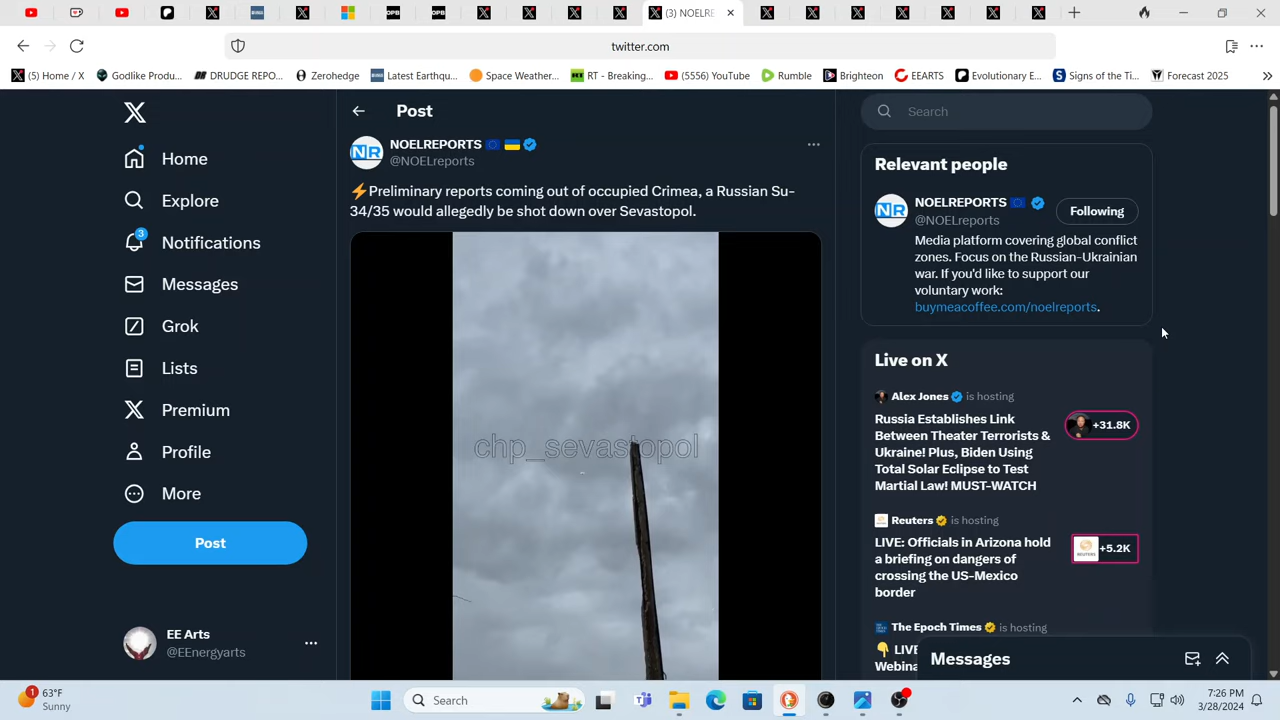 (3) NOELRE
twitter.com
(5) Home / X
Godlike Produ...
DRUDGE REPO...
Zerohedge
Latest Earthqu...
Space Weather...
RT - Breaking...
(5556) YouTube
Rumble
Brighteon
EEARTS
Evolutionary E...
Signs of the Ti...
Forecast 2025
Home
Explore
3
Notifications
Messages
Grok
Lists
Premium
Profile
More
Post
EE Arts
@EEnergyarts
Post
NR
NOELREPORTS
@NOELreports
⚡Preliminary reports coming out of occupied Crimea, a Russian Su-
34/35 would allegedly be shot down over Sevastopol.
chp_sevastopol
Search
Relevant people
NR
NOELREPORTS
@NOELreports
Following
Media platform covering global conflict
zones. Focus on the Russian-Ukrainian
war. If you'd like to support our
voluntary work:
buymeacoffee.com/noelreports.
Live on X
Alex Jones is hosting
Russia Establishes Link
Between Theater Terrorists &
Ukraine! Plus, Biden Using
Total Solar Eclipse to Test
Martial Law! MUST-WATCH
+31.8K
Reuters is hosting
LIVE: Officials in Arizona hold
a briefing on dangers of
crossing the US-Mexico
border
+5.2K
The Epoch Times is hosting
👇 LIVE
Webina
Messages
1
63°F
Sunny
Search
7:26 PM
3/28/2024